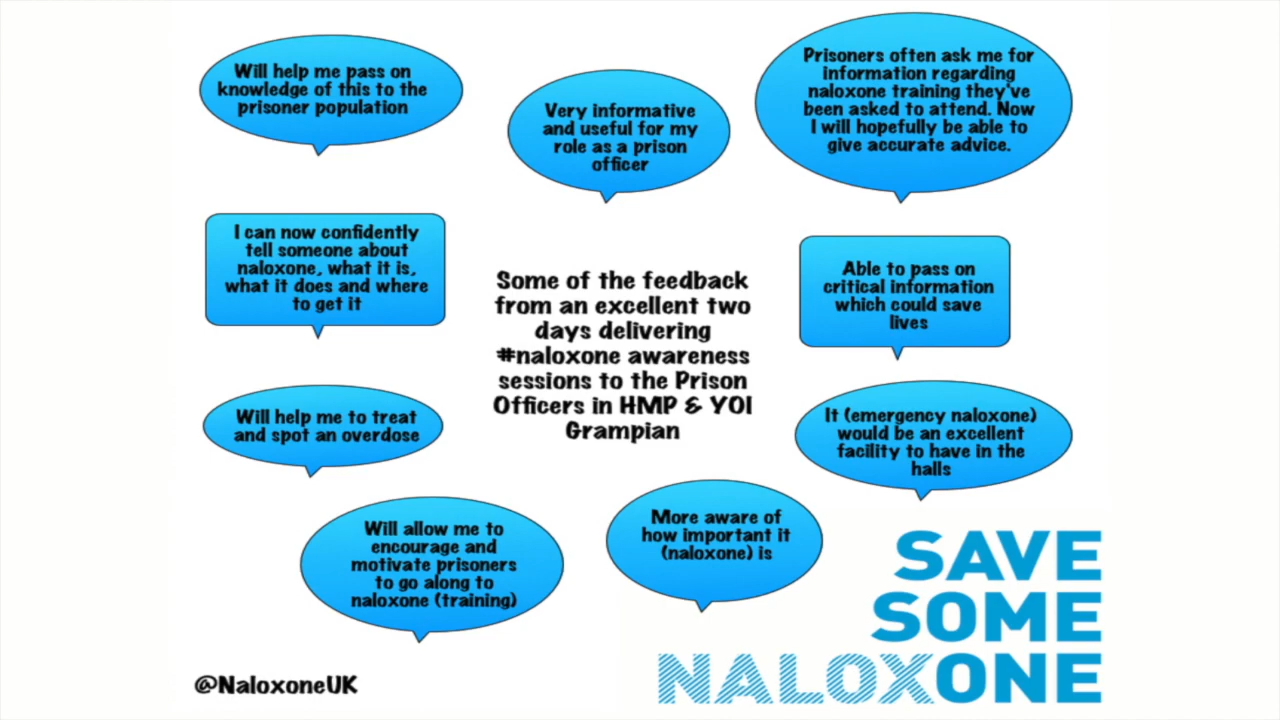 Will help me pass on
knowledge of this to the
prisoner population
Very informative
and useful for my
role as a prison
officer
Prisoners often ask me for
information regarding
naloxone training they've
been asked to attend. Now
I will hopefully be able to
give accurate advice.
I can now confidently
tell someone about
naloxone, what it is,
what it does and where
to get it
Some of the feedback
from an excellent two
days delivering
#naloxone awareness
sessions to the Prison
Officers in HMP & YOI
Grampian
Able to pass on
critical information
which could save
lives
Will help me to treat
and spot an overdose
It (emergency naloxone)
would be an excellent
facility to have in the
halls
Will allow me to
encourage and
motivate prisoners
to go along to
naloxone (training)
More aware of
how important it
(naloxone) is
SAVE
SOME
NALOXONE
@NaloxoneUK